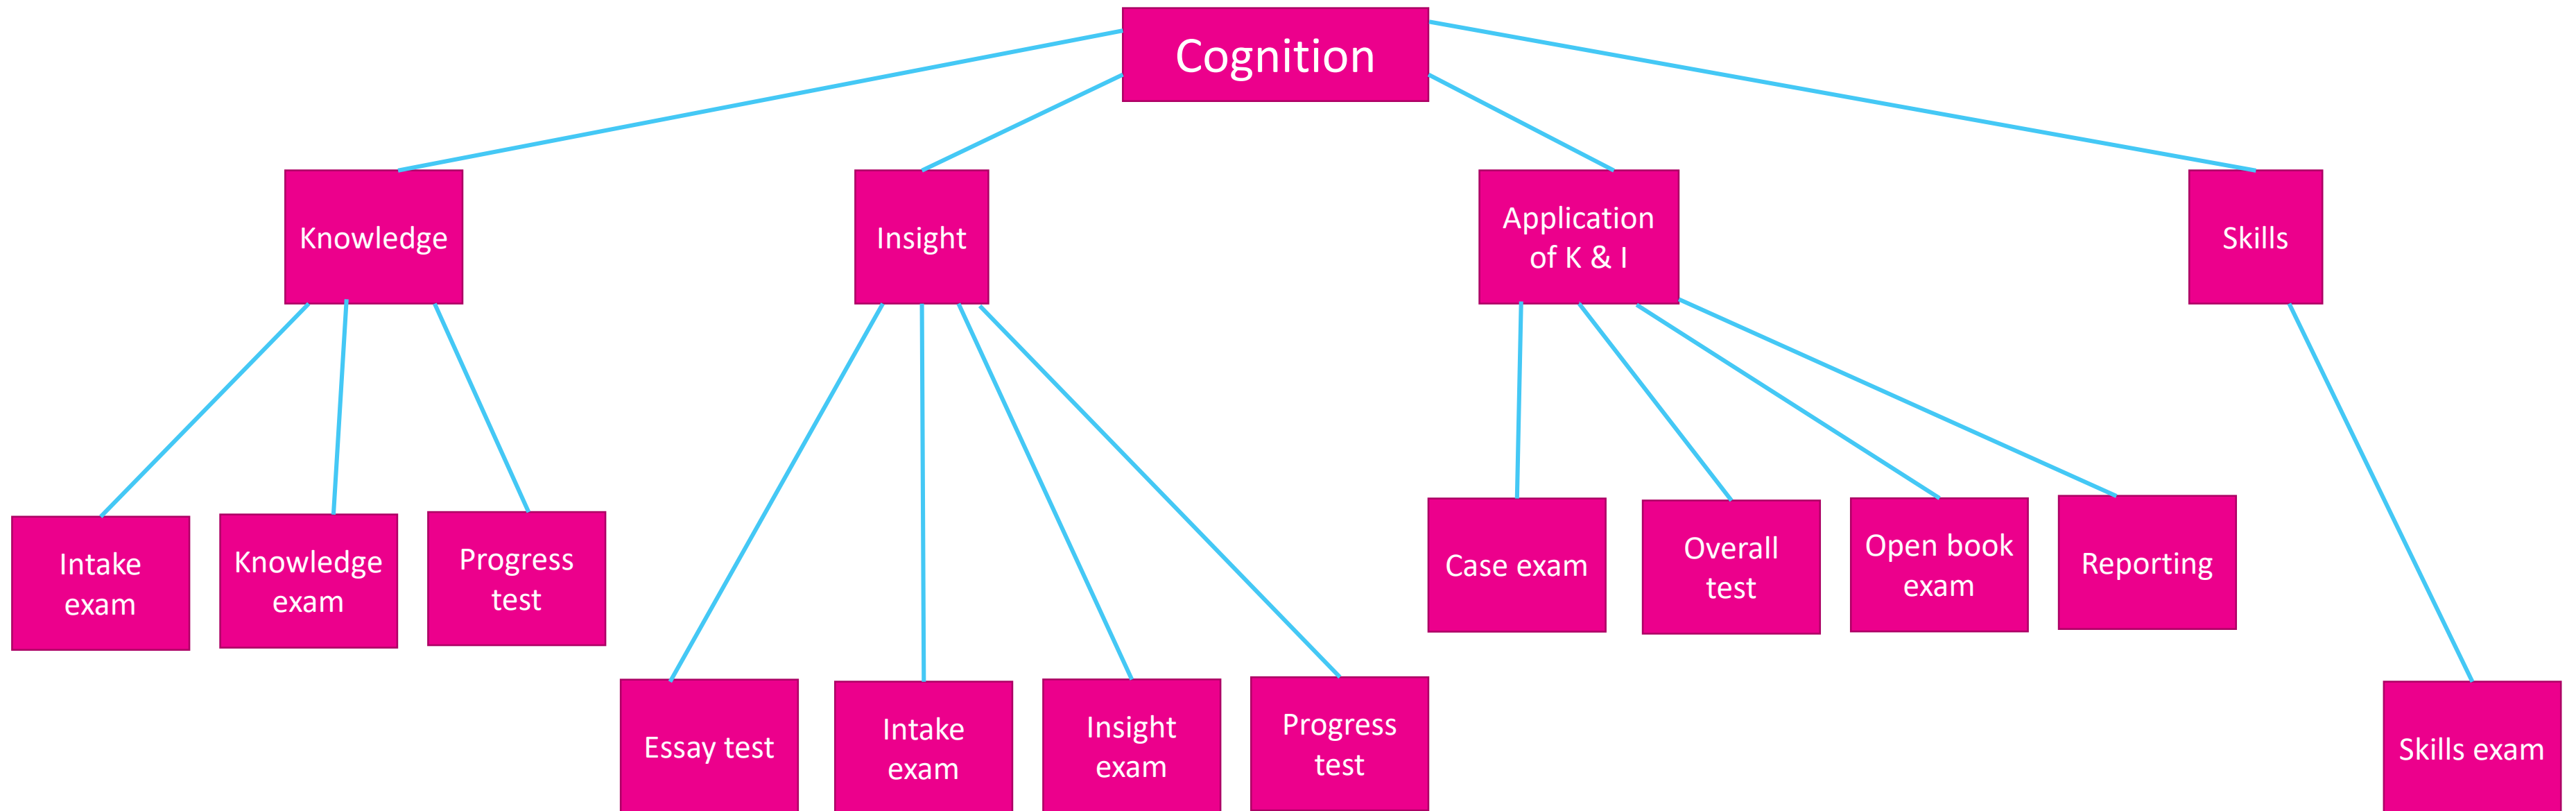 Cognition
Knowledge
Insight
Application
of K & I
Skills
Intake
exam
Knowledge
exam
Progress
test
Case exam
Overall
test
Open book
exam
Reporting
Essay test
Intake
exam
Insight
exam
Progress
test
Skills exam